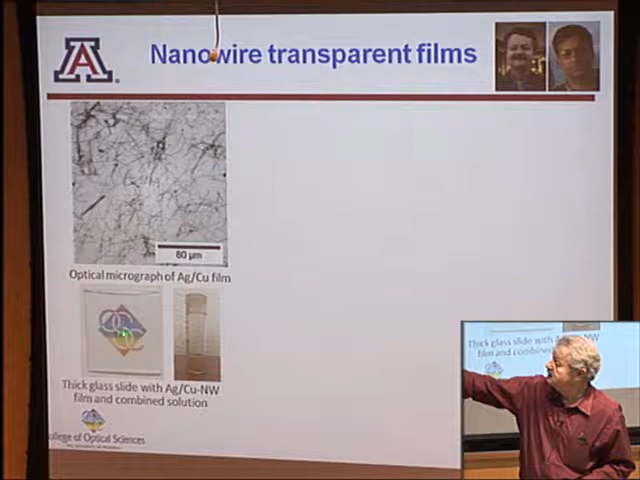 A
Nanowire transparent films
80 µm
Optical micrograph of Ag/Cu film
Thick glass slide with Ag/Cu-NW
film and combined solution
ollege of Optical Sciences
Thick glass slide with A
film and combined